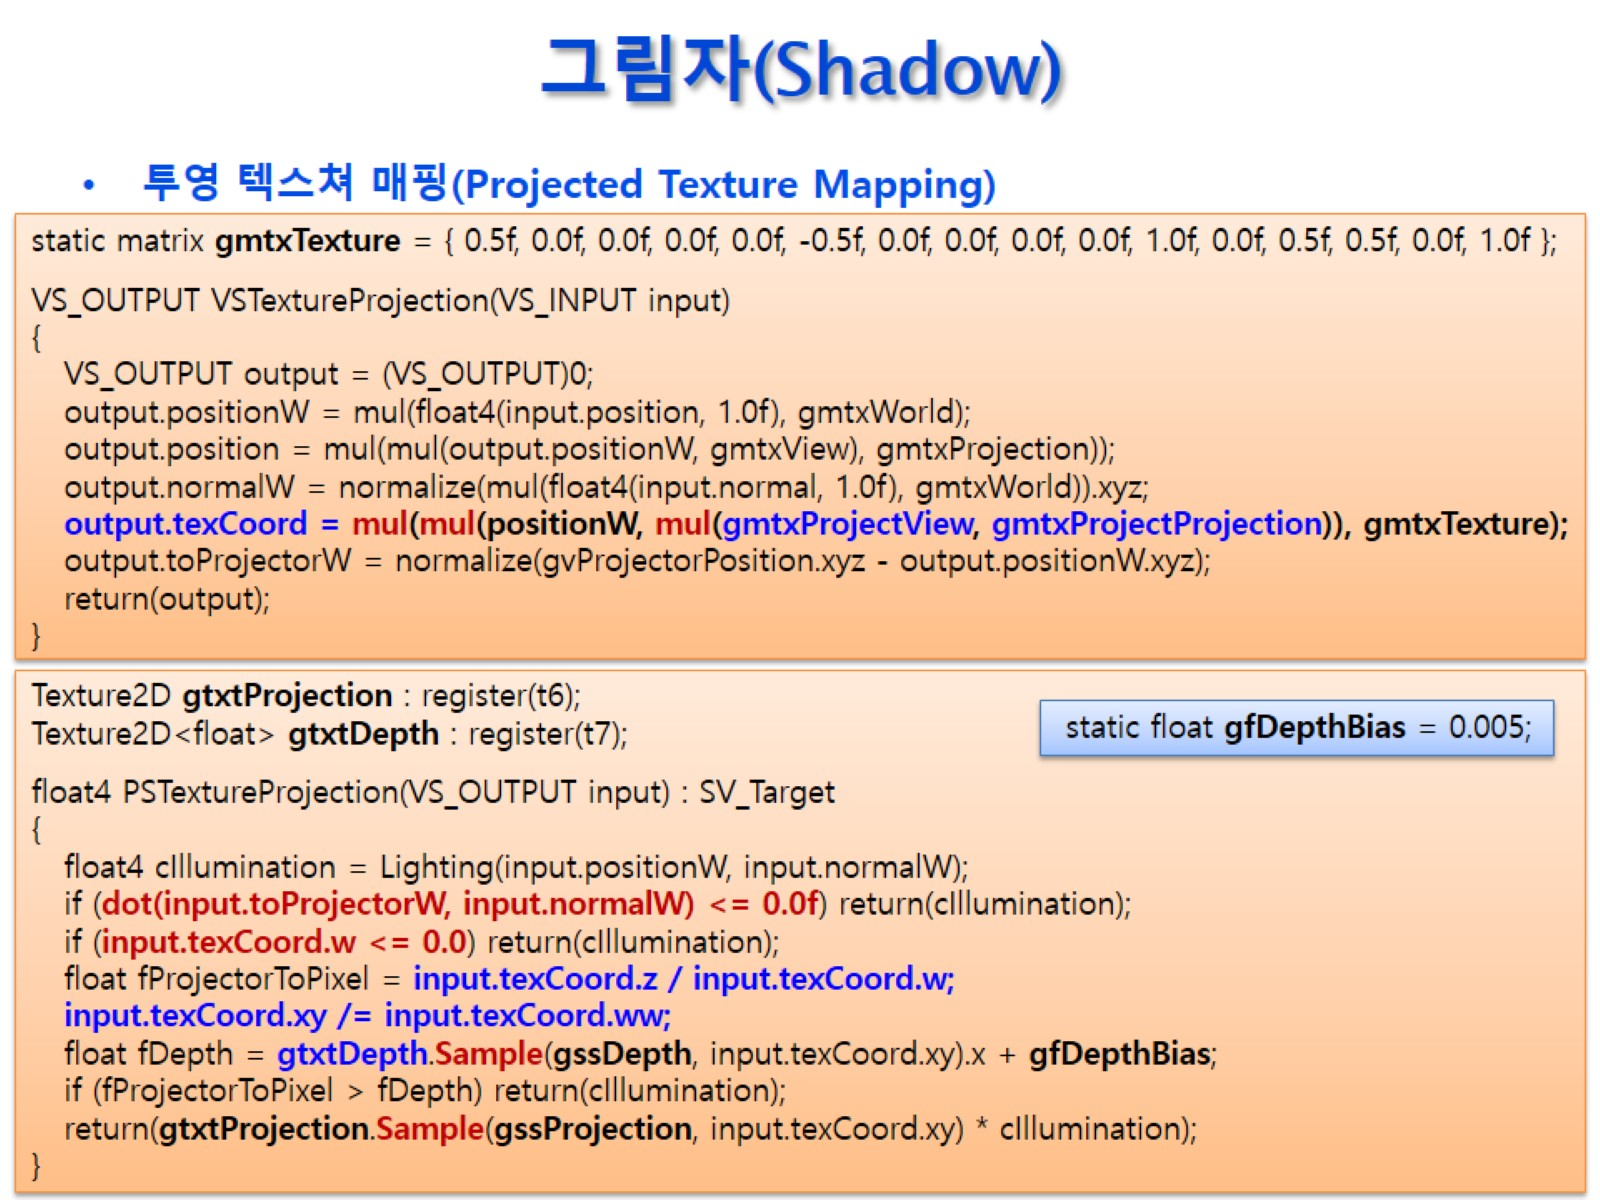 그림자(Shadow)
• 투영 텍스쳐 매핑(Projected Texture Mapping)
static matrix gmtxTexture = { 0.5f, 0.0f, 0.0f, 0.0f, 0.0f, -0.5f, 0.0f, 0.0f, 0.0f, 0.0f, 1.0f, 0.0f, 0.5f, 0.5f, 0.0f, 1.0f };
VS_OUTPUT VSTextureProjection(VS_INPUT input)
{
VS_OUTPUT output = (VS_OUTPUT)0;
output.positionW = mul(float4(input.position, 1.0f), gmtxWorld);
output.position = mul(mul(output.positionW, gmtxView), gmtxProjection));
output.normalW = normalize(mul(float4(input.normal, 1.0f), gmtxWorld)).xyz;
output.texCoord = mul(mul(positionW, mul(gmtxProjectView, gmtxProjectProjection)), gmtxTexture);
output.toProjectorW = normalize(gvProjectorPosition.xyz - output.positionW.xyz);
return(output);
}
Texture2D gtxtProjection : register(t6);
Texture2D<float> gtxtDepth : register(t7);
static float gfDepthBias = 0.005;
float4 PSTextureProjection(VS_OUTPUT input) : SV_Target
{
float4 cIllumination = Lighting(input.positionW, input.normalW);
if (dot(input.toProjectorW, input.normalW) <= 0.0f) return(cIllumination);
if (input.texCoord.w <= 0.0) return(cIllumination);
float fProjectorToPixel = input.texCoord.z / input.texCoord.w;
input.texCoord.xy /= input.texCoord.ww;
float fDepth = gtxtDepth.Sample(gssDepth, input.texCoord.xy).x + gfDepthBias;
if (fProjectorToPixel > fDepth) return(cIllumination);
return(gtxtProjection.Sample(gssProjection, input.texCoord.xy) * cIllumination);
}